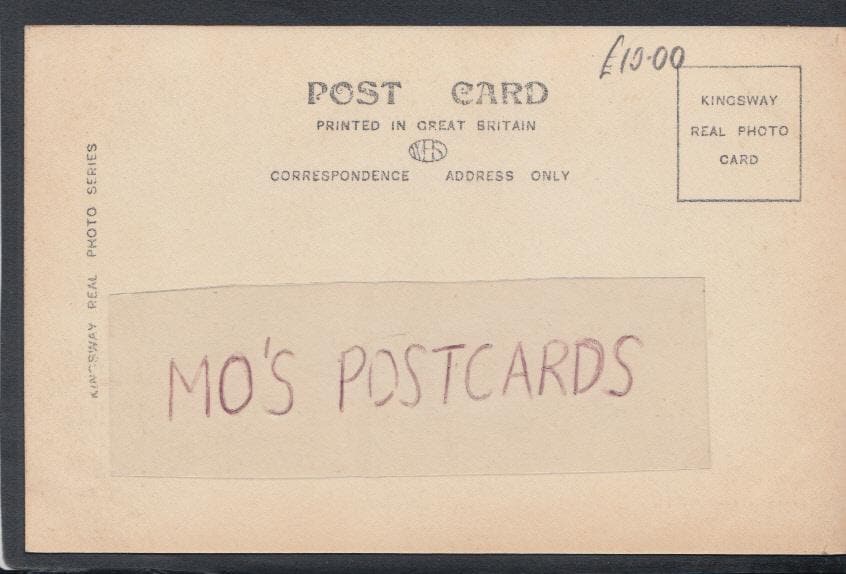 £10.00
POST CARD
PRINTED IN GREAT BRITAIN
CORRESPONDENCE ADDRESS ONLY
KINGSWAY
REAL PHOTO
CARD
KINGSWAY REAL PHOTO SERIES
MO'S POSTCARDS